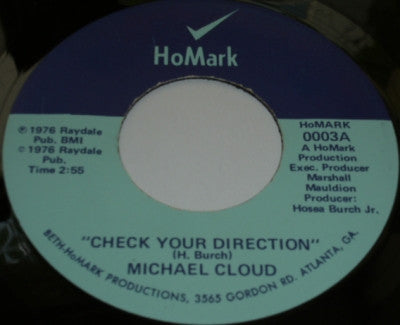 HoMark
℗ 1976 Raydale
Pub. BMI
© 1976 Raydale
Pub.
Time 2:55
HoMARK
0003A
A HoMark
Production
Exec. Producer
Marshall
Mauldion
Producer:
Hosea Burch Jr.
"CHECK YOUR DIRECTION"
(H. Burch)
MICHAEL CLOUD
BETH-HoMARK PRODUCTIONS, 3565 GORDON RD. ATLANTA, GA.